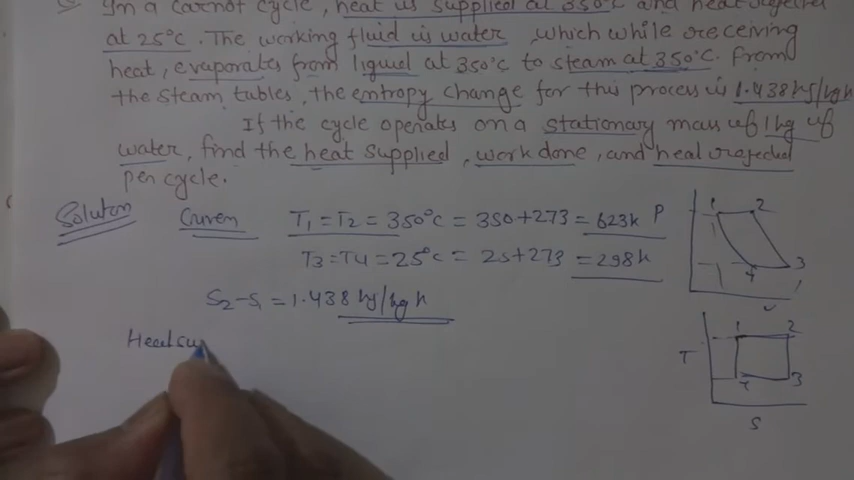 In a carnot cycle, heat is supplied at 350°c and heat rejected
at 25°c. The working fluid is water, which while receiving
heat, evaporates from liquid at 350°c to steam at 350°c. From
the steam tables, the entropy change for this process is 1.438 kJ/kgk
If the cycle operates on a stationary mass of 1kg of
water, find the heat supplied, work done, and heat rejected
per cycle.
Solution Given T1 = T2 = 350°c = 350+273 = 623k
T3 = T4 = 25°c = 25+273 = 298k
S2-S1 = 1.438 kJ/kg k
Heat su
P
1 2
4 3
v
T
1 2
4 3
S